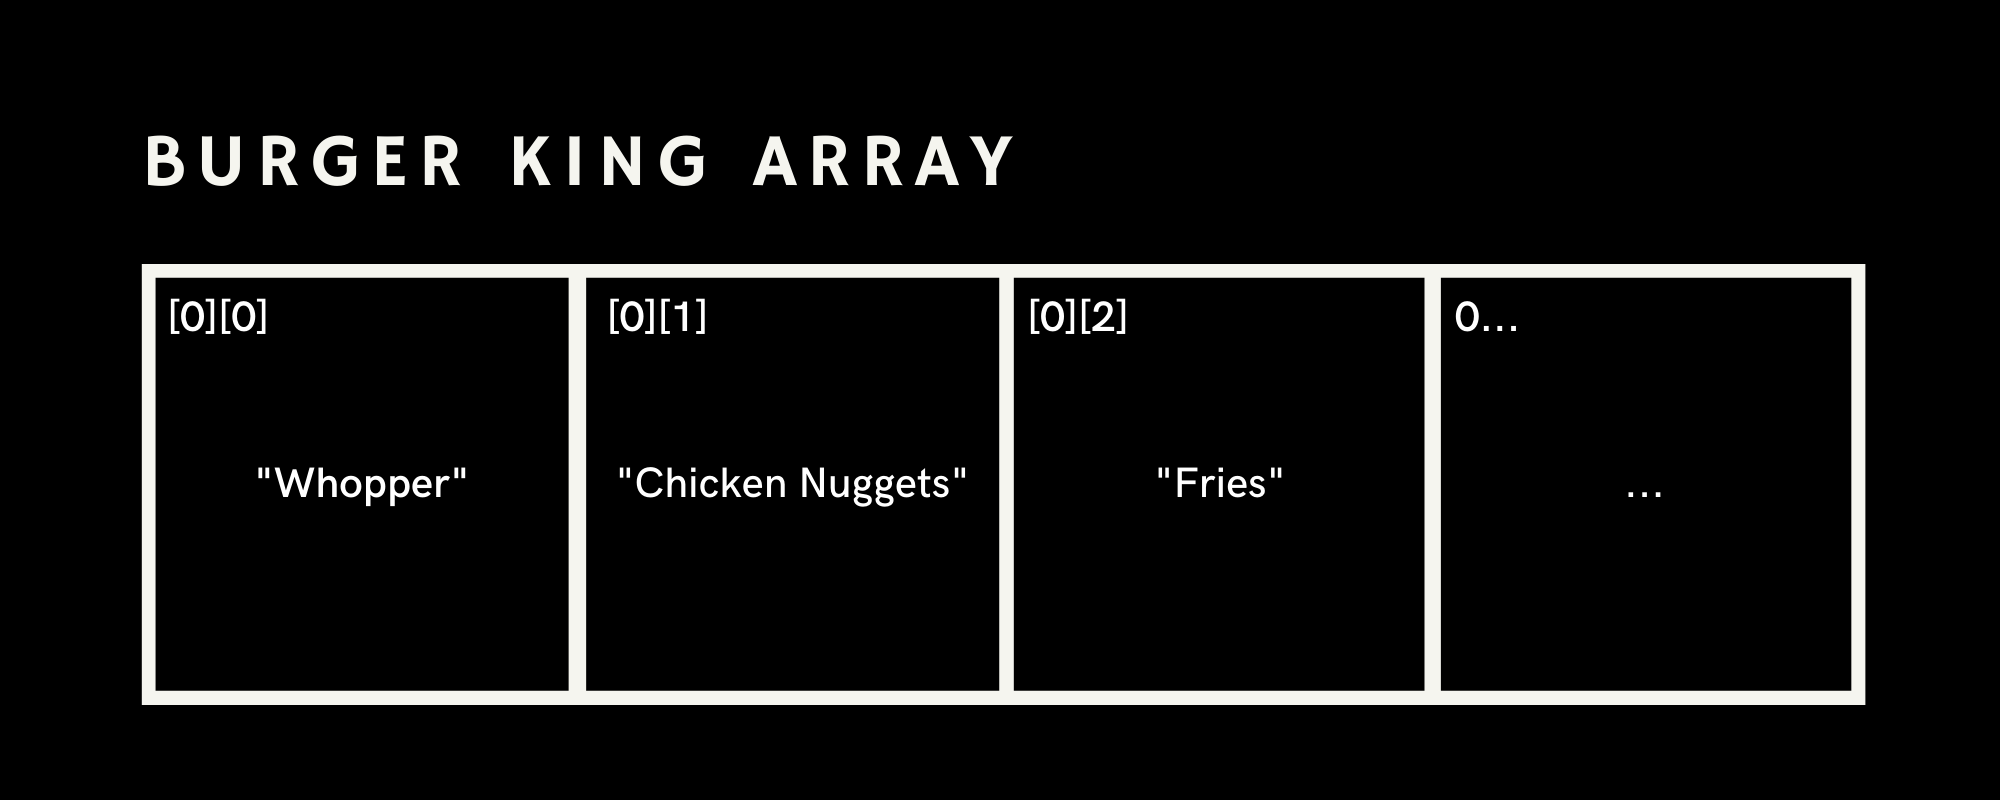 BURGER KING ARRAY
[0][0] [0][1] [0][2] 0...
"Whopper" "Chicken Nuggets" "Fries" ...